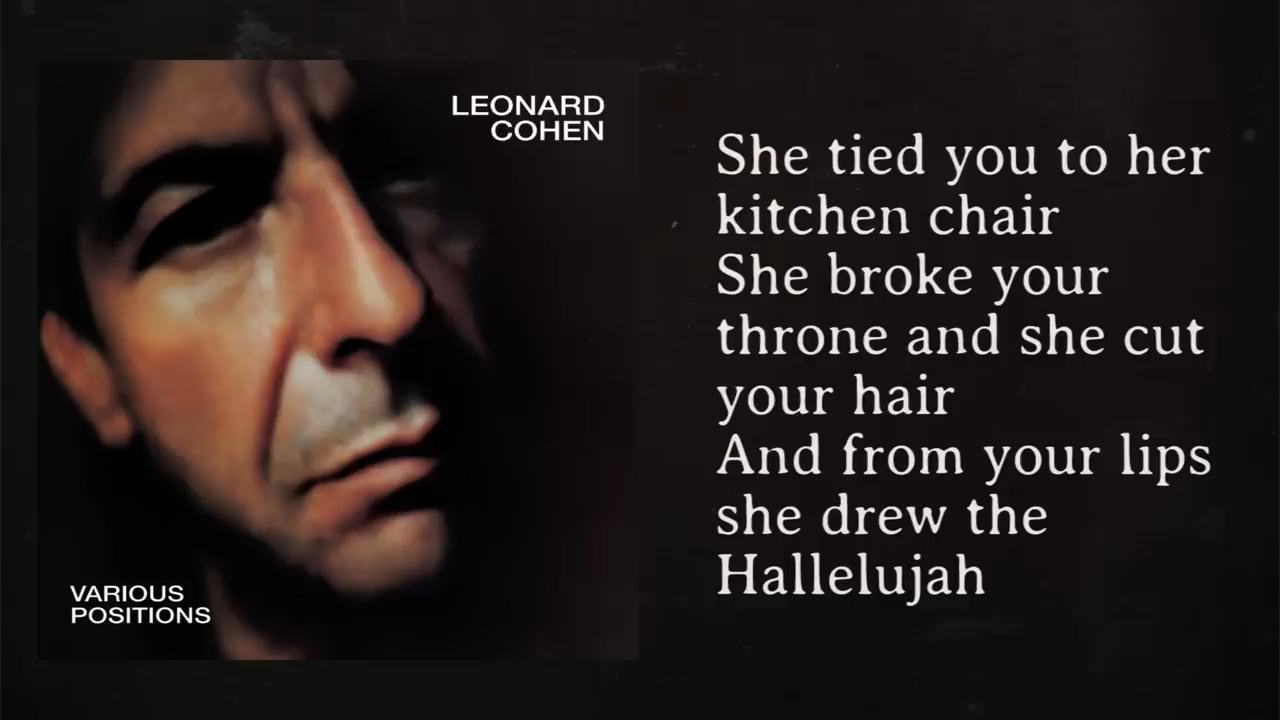 LEONARD
COHEN
VARIOUS
POSITIONS
She tied you to her
kitchen chair
She broke your
throne and she cut
your hair
And from your lips
she drew the
Hallelujah